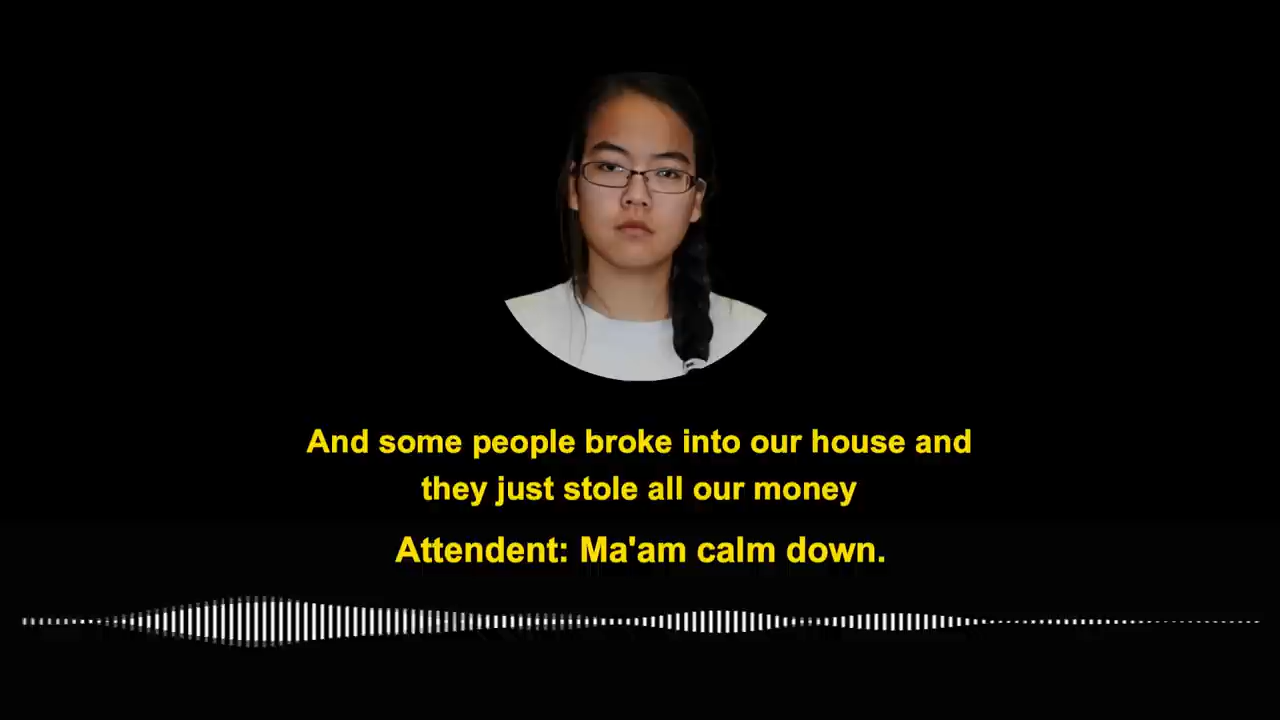 And some people broke into our house and
they just stole all our money
Attendent: Ma'am calm down.